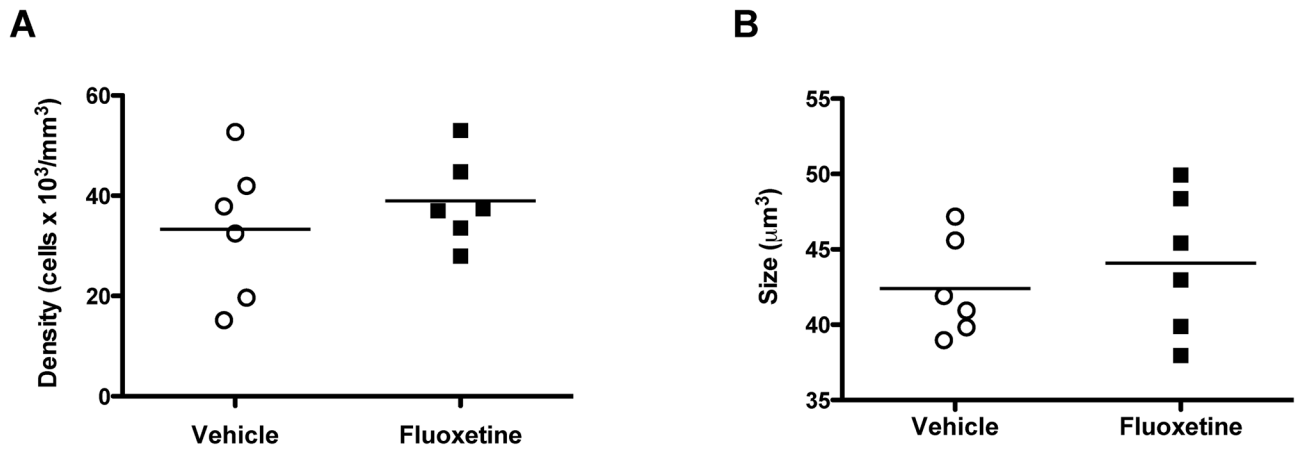 A
B
Density (cells x 10³/mm³)
60
40
20
0
Vehicle
Fluoxetine
Size (μm³)
55
50
45
40
35
Vehicle
Fluoxetine